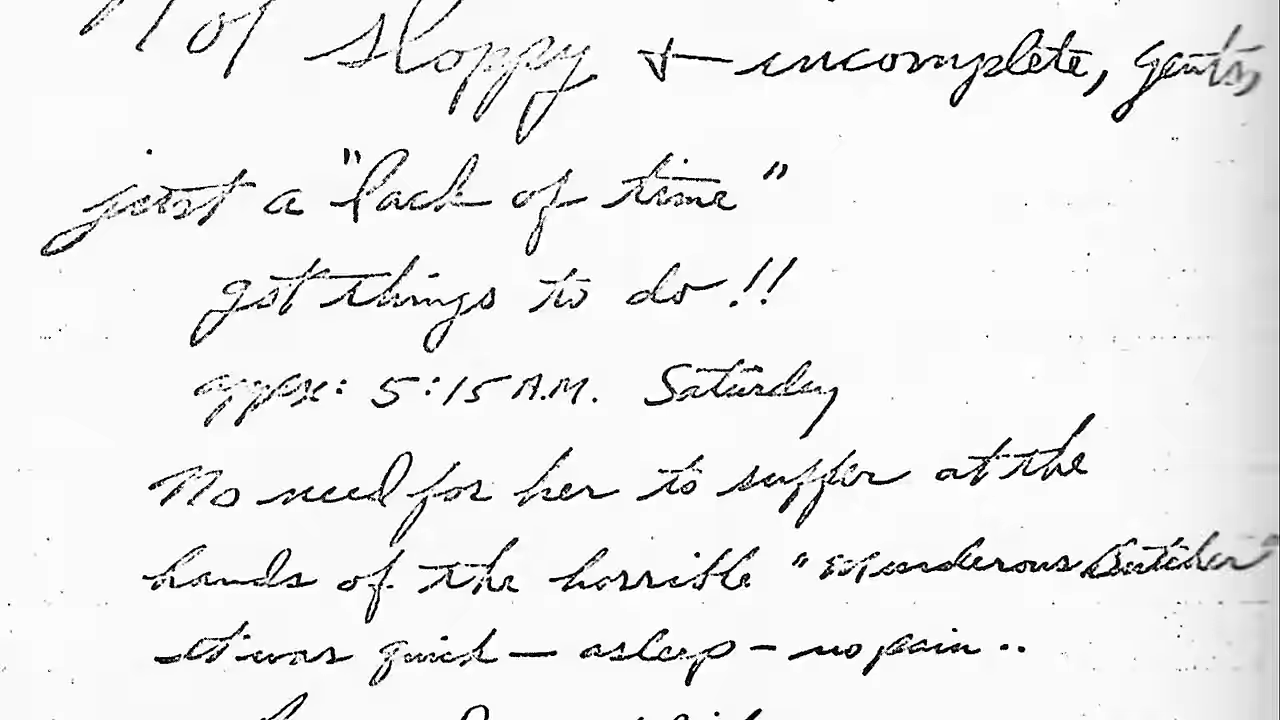 Not sloppy + incomplete, gents,
just a "lack of time"
got things to do!!
appx: 5:15 A.M. Saturday
No need for her to suffer at the
hands of the horrible "Murderous Butcher"
it was quick — asleep — no pain..